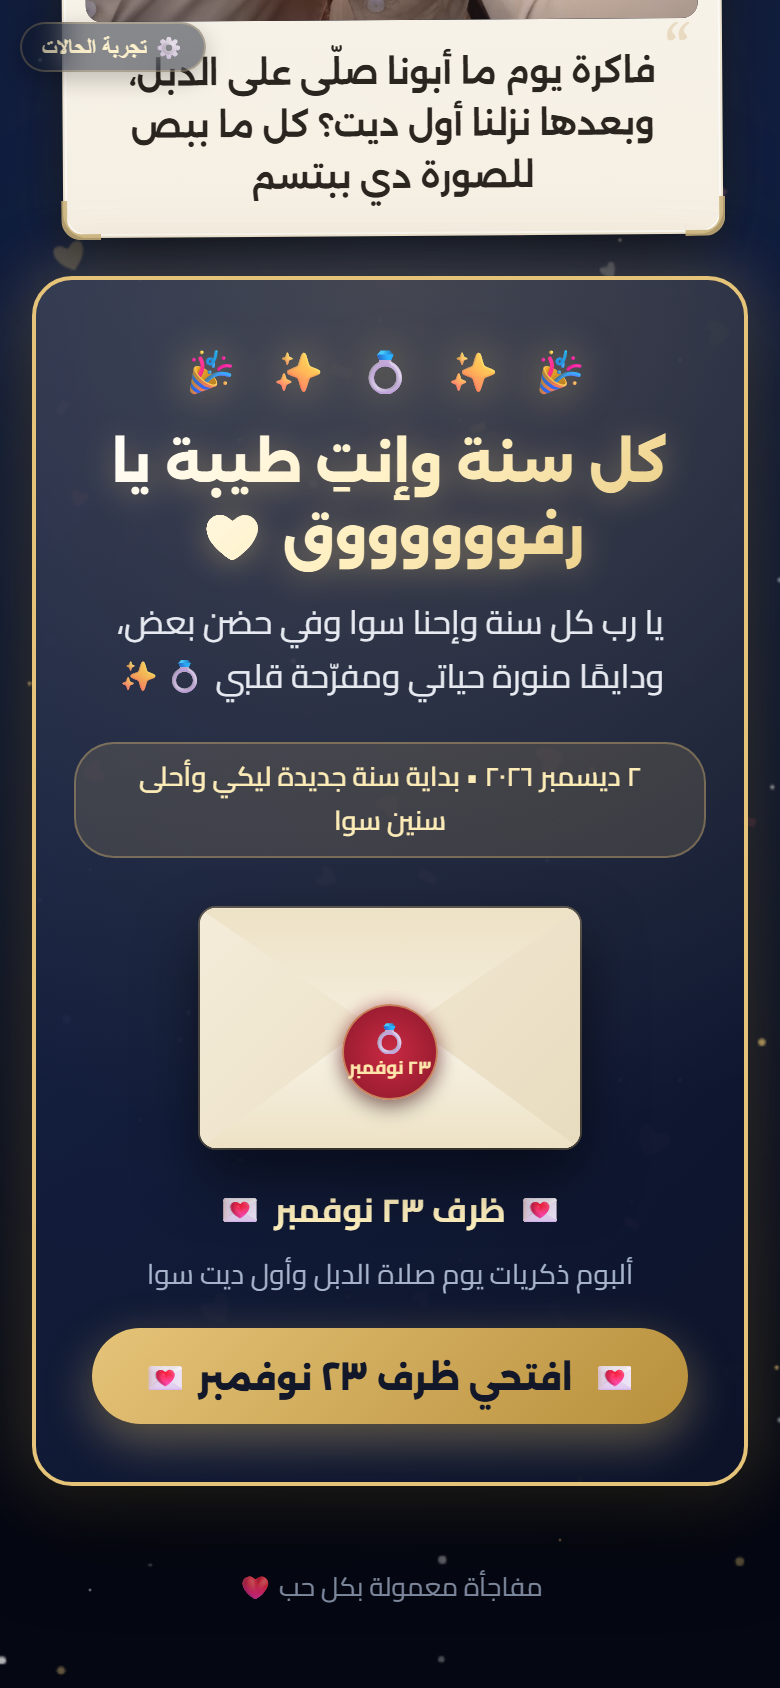 تجربة الحالات
“
فاكرة يوم ما أبونا صلّى على الدبل،
وبعدها نزلنا أول ديت؟ كل ما ببص
للصورة دي ببتسم
كل سنة وإنتِ طيبة يا
رفوووووووق
يا رب كل سنة وإحنا سوا وفي حضن بعض،
ودايمًا منورة حياتي ومفرّحة قلبي
٢ ديسمبر ٢٠٢٦ • بداية سنة جديدة ليكي وأحلى
سنين سوا
٢٣ نوفمبر
ظرف ٢٣ نوفمبر
ألبوم ذكريات يوم صلاة الدبل وأول ديت سوا
افتحي ظرف ٢٣ نوفمبر
مفاجأة معمولة بكل حب